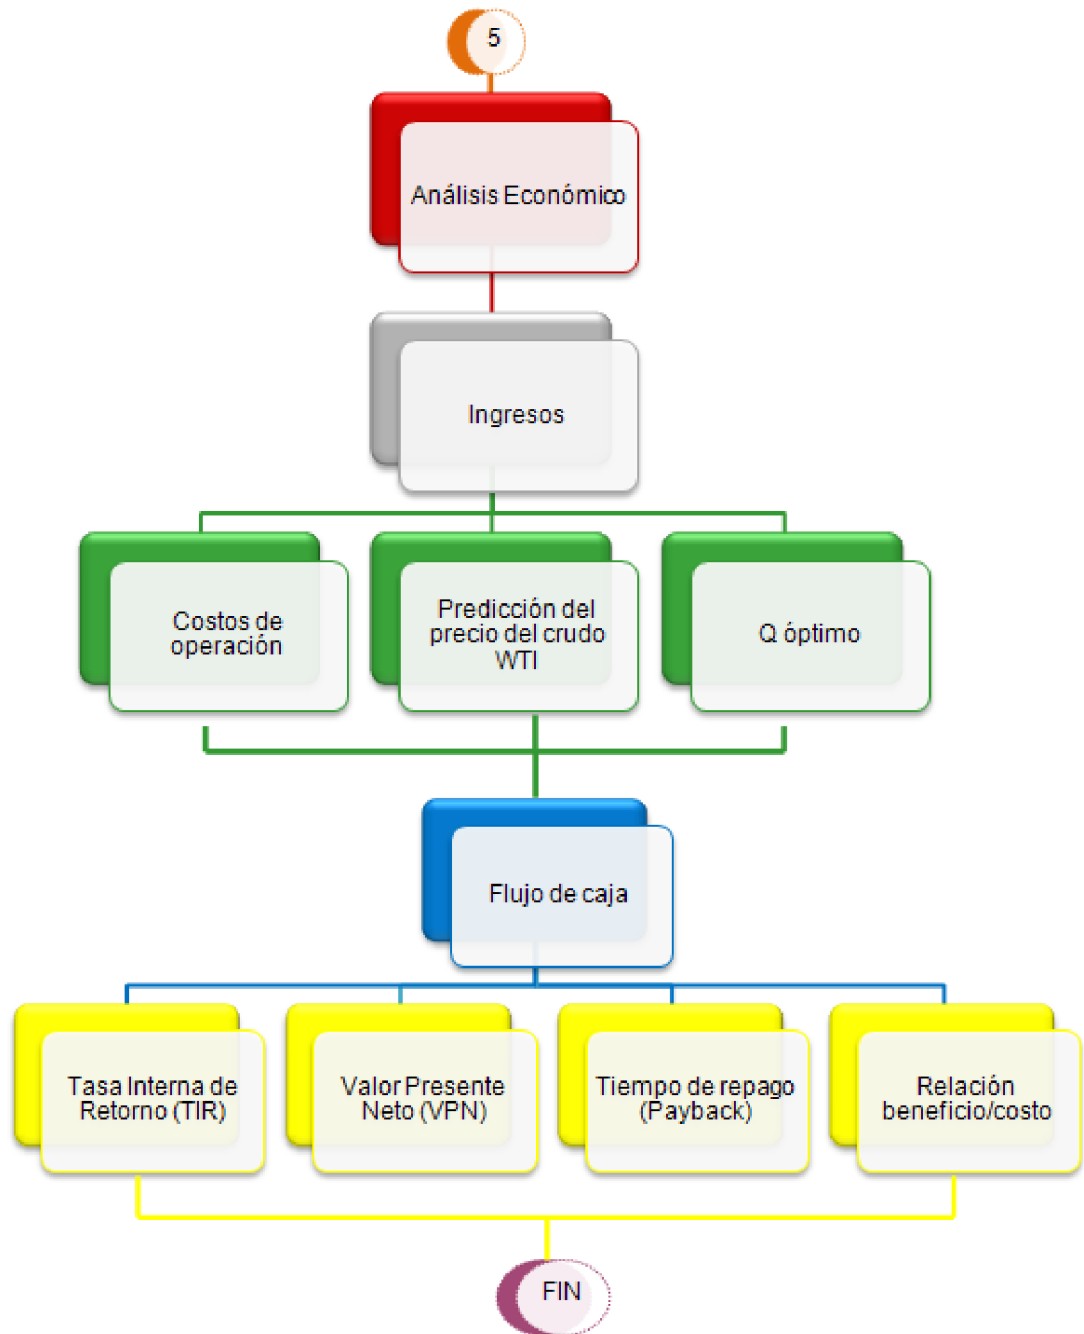 5
Análisis Económico
Ingresos
Costos de
operación
Predicción del
precio del crudo
WTI
Q óptimo
Flujo de caja
Tasa Interna de
Retorno (TIR)
Valor Presente
Neto (VPN)
Tiempo de repago
(Payback)
Relación
beneficio/costo
FIN